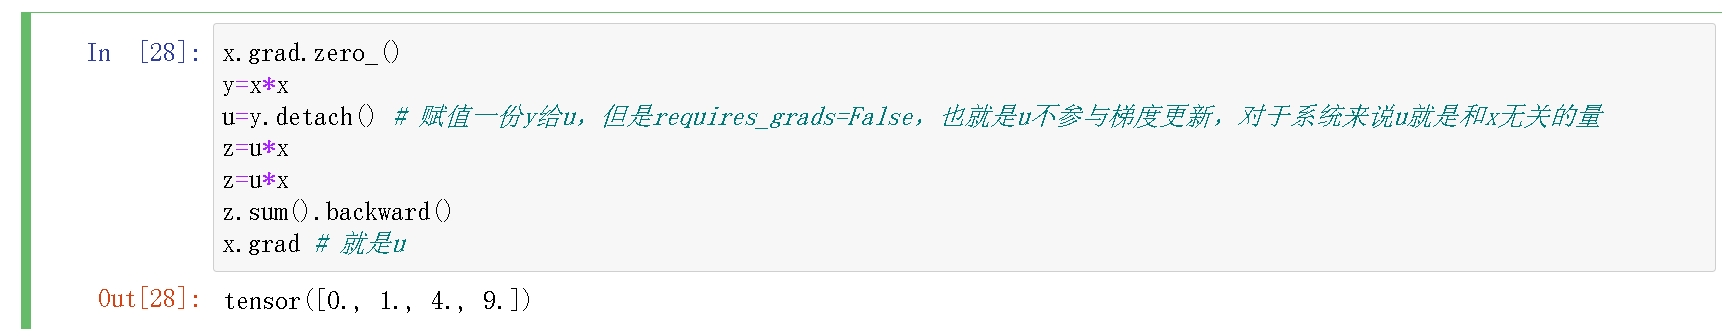 In [28]: x.grad.zero_()
y=x*x
u=y.detach() # 赋值一份y给u，但是requires_grads=False，也就是u不参与梯度更新，对于系统来说u就是和x无关的量
z=u*x
z=u*x
z.sum().backward()
x.grad # 就是u
Out[28]: tensor([0., 1., 4., 9.])